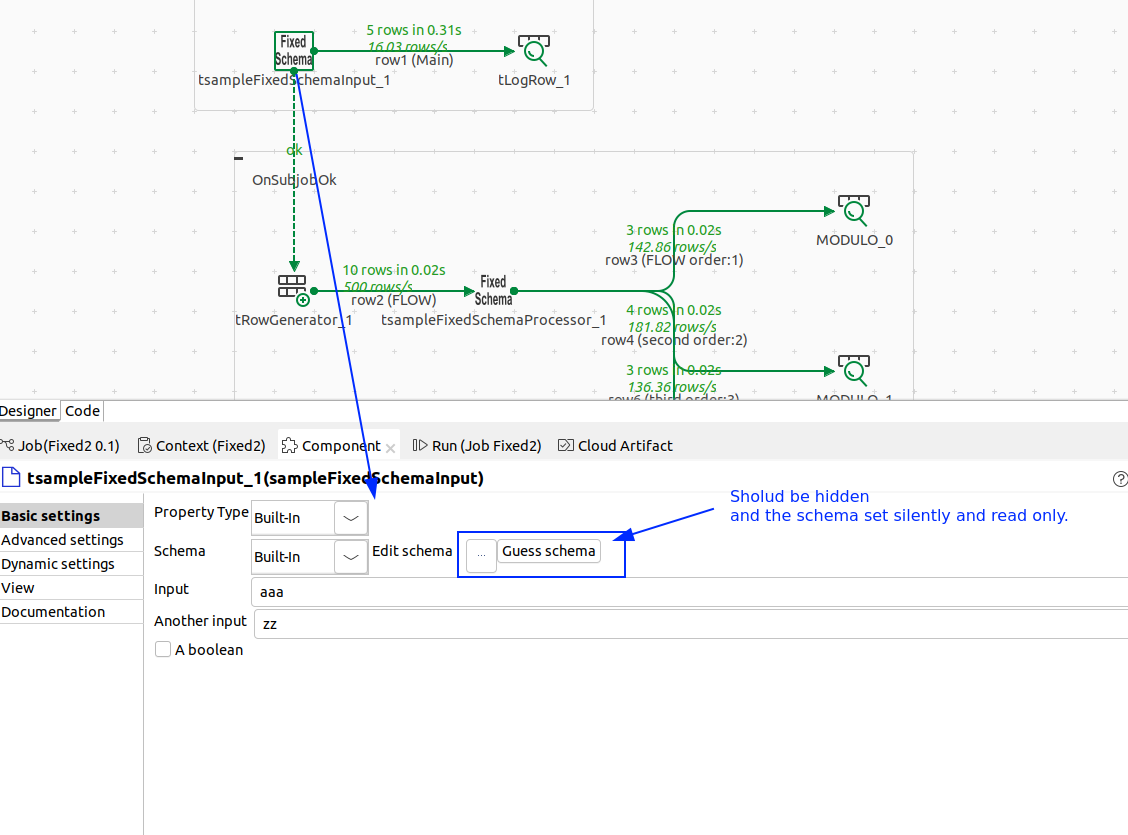 5 rows in 0.31s
16.03 rows/s
row1 (Main)
Fixed
Schema
tsampleFixedSchemaInput_1
tLogRow_1
ok
OnSubjobOk
3 rows in 0.02s
142.86 rows/s
row3 (FLOW order:1)
MODULO_0
10 rows in 0.02s
500 rows/s
row2 (FLOW)
Fixed
Schema
tRowGenerator_1
tsampleFixedSchemaProcessor_1
4 rows in 0.02s
181.82 rows/s
row4 (second order:2)
3 rows in 0.02s
136.36 rows/s
row6 (third order:3)
MODULO_1
Designer
Code
Job(Fixed2 0.1)
Context (Fixed2)
Component
Run (Job Fixed2)
Cloud Artifact
tsampleFixedSchemaInput_1(sampleFixedSchemaInput)
?
Sholud be hidden
and the schema set silently and read only.
Basic settings
Advanced settings
Dynamic settings
View
Documentation
Property Type
Built-In
Schema
Built-In
Edit schema
...
Guess schema
Input
aaa
Another input
zz
A boolean